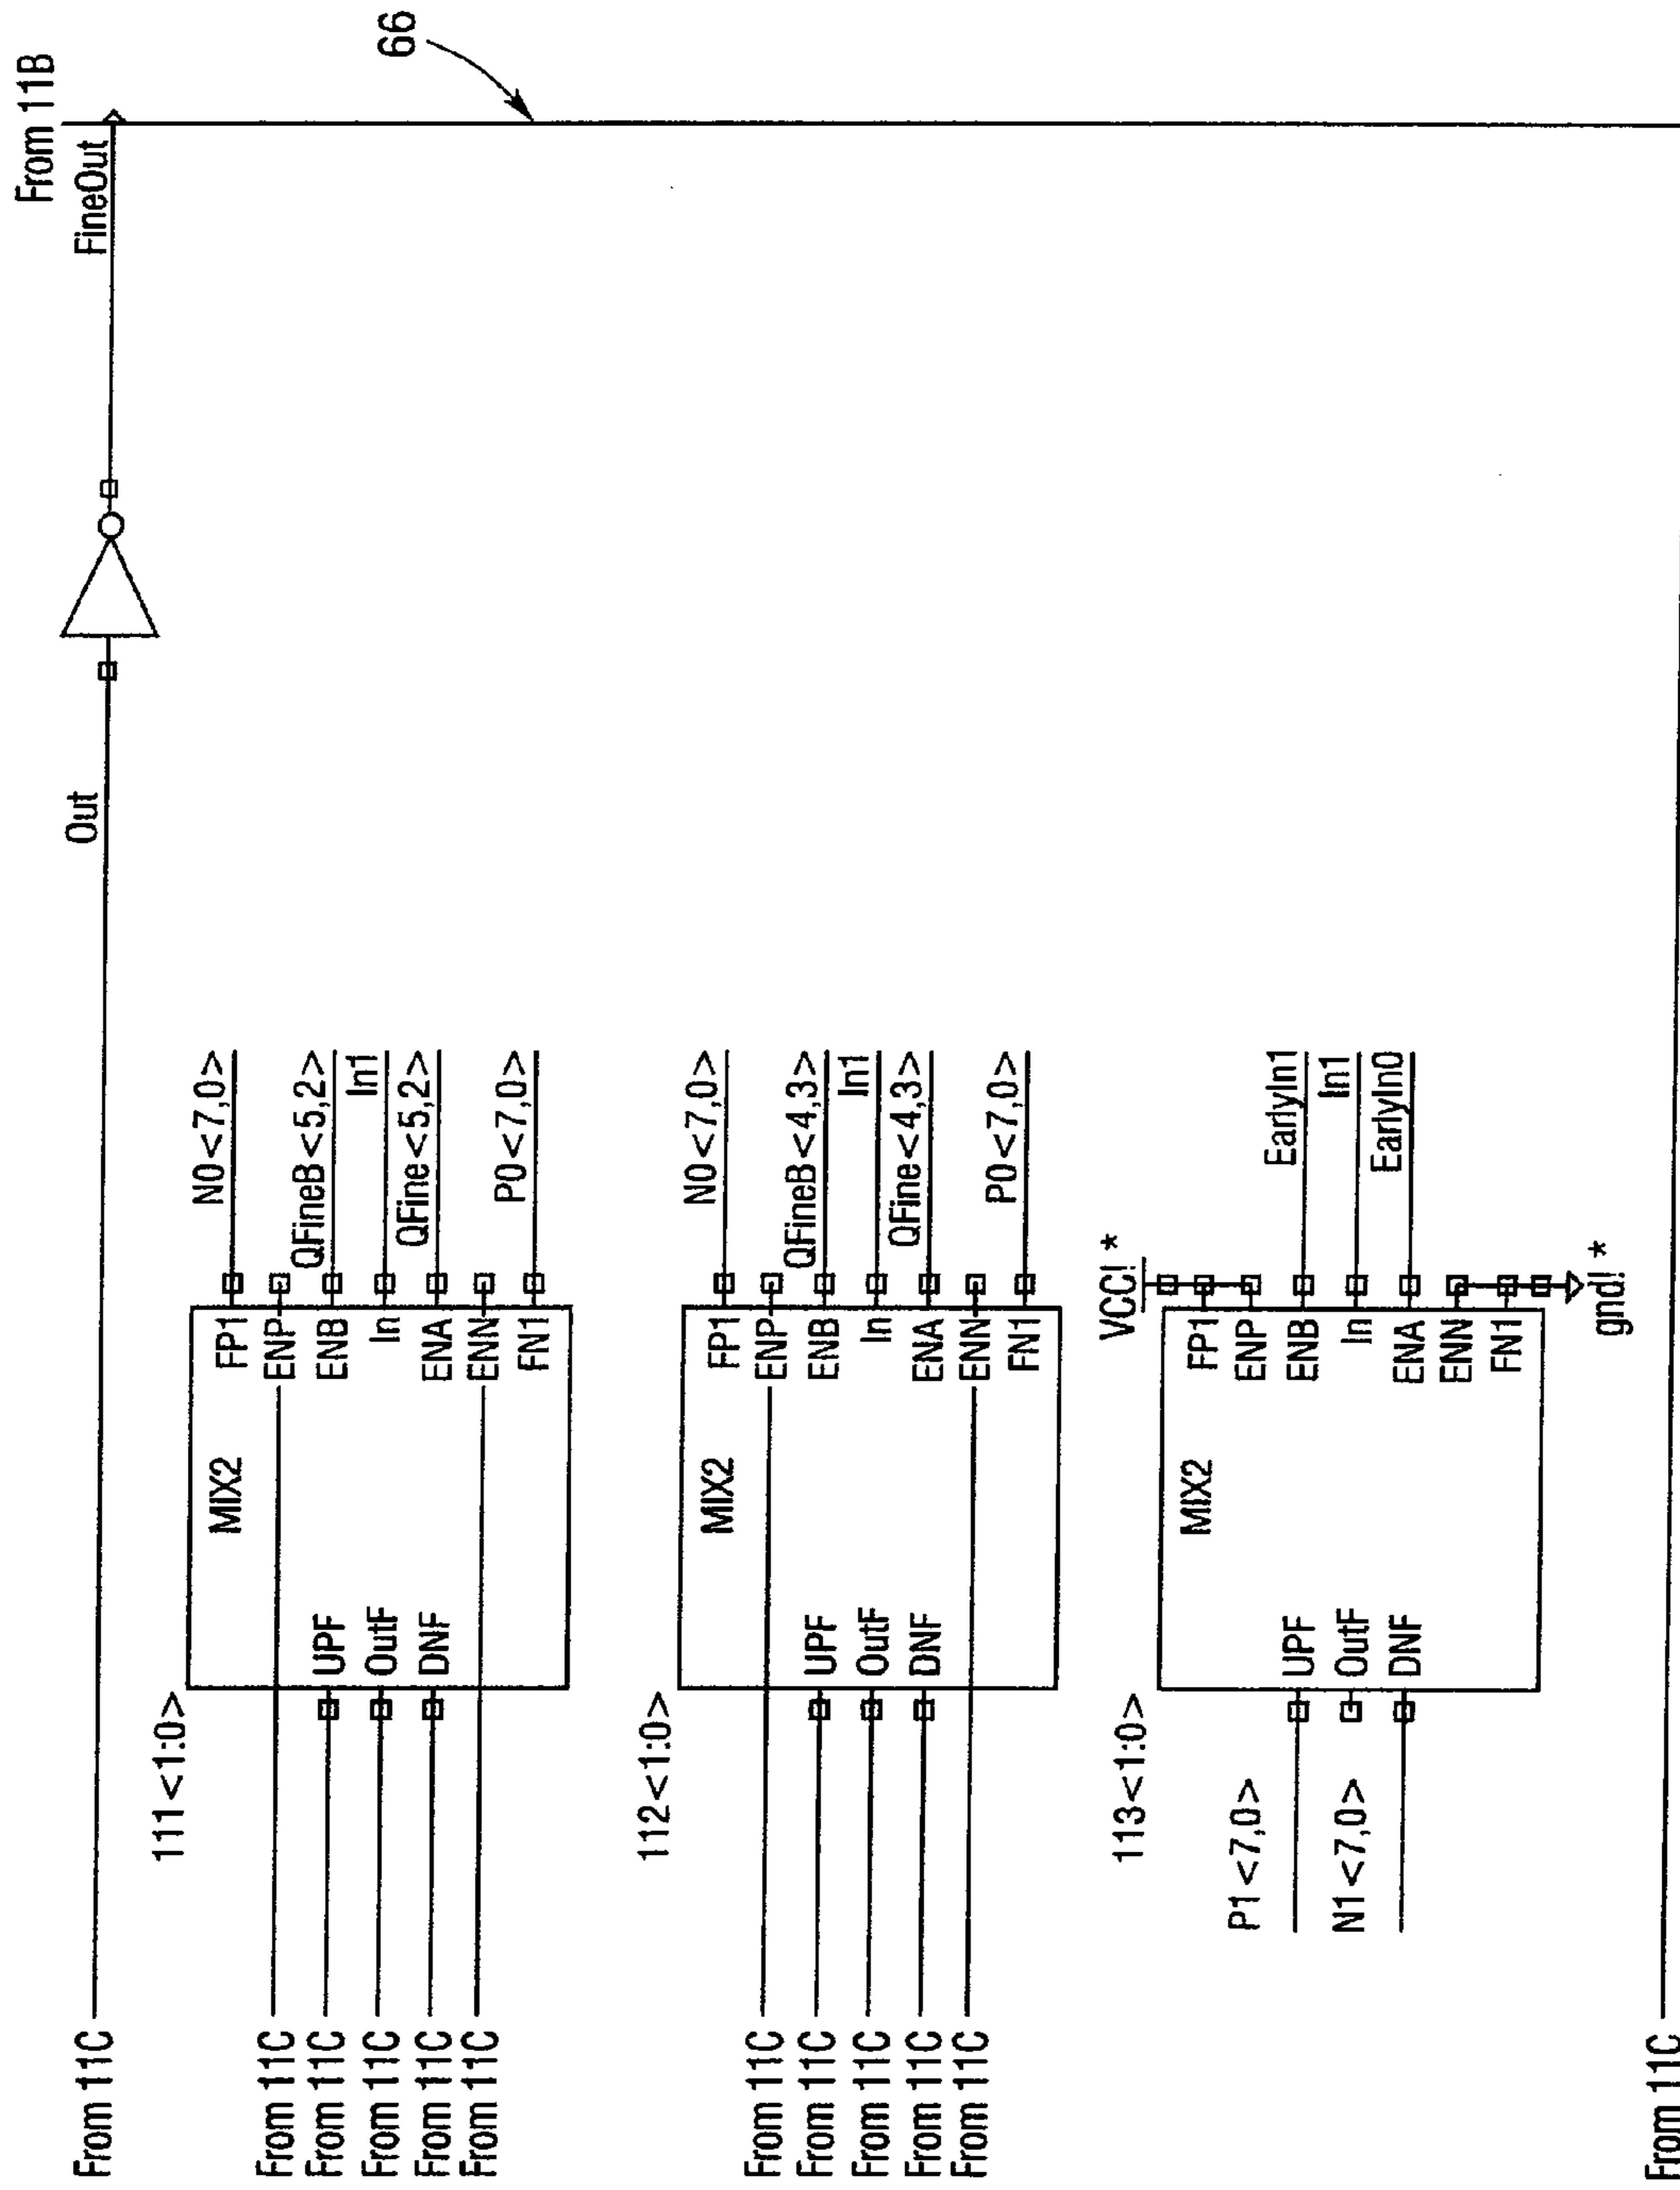 From 11B
From 11C
Out
FineOut
66
111<1:0>
MIX2
From 11C
From 11C
From 11C
From 11C
From 11C
UPF
OutF
DNF
FP1
ENP
ENB
In
ENA
ENN
FN1
N0<7,0>
QFineB<5,2>
In1
QFine<5,2>
P0<7,0>
112<1:0>
MIX2
From 11C
From 11C
From 11C
From 11C
From 11C
UPF
OutF
DNF
FP1
ENP
ENB
In
ENA
ENN
FN1
N0<7,0>
QFineB<4,3>
In1
QFine<4,3>
P0<7,0>
113<1:0>
MIX2
P1<7,0>
N1<7,0>
UPF
OutF
DNF
VCC! *
FP1
ENP
ENB
In
ENA
ENN
FN1
EarlyIn1
In1
EarlyIn0
gnd! *
From 11C